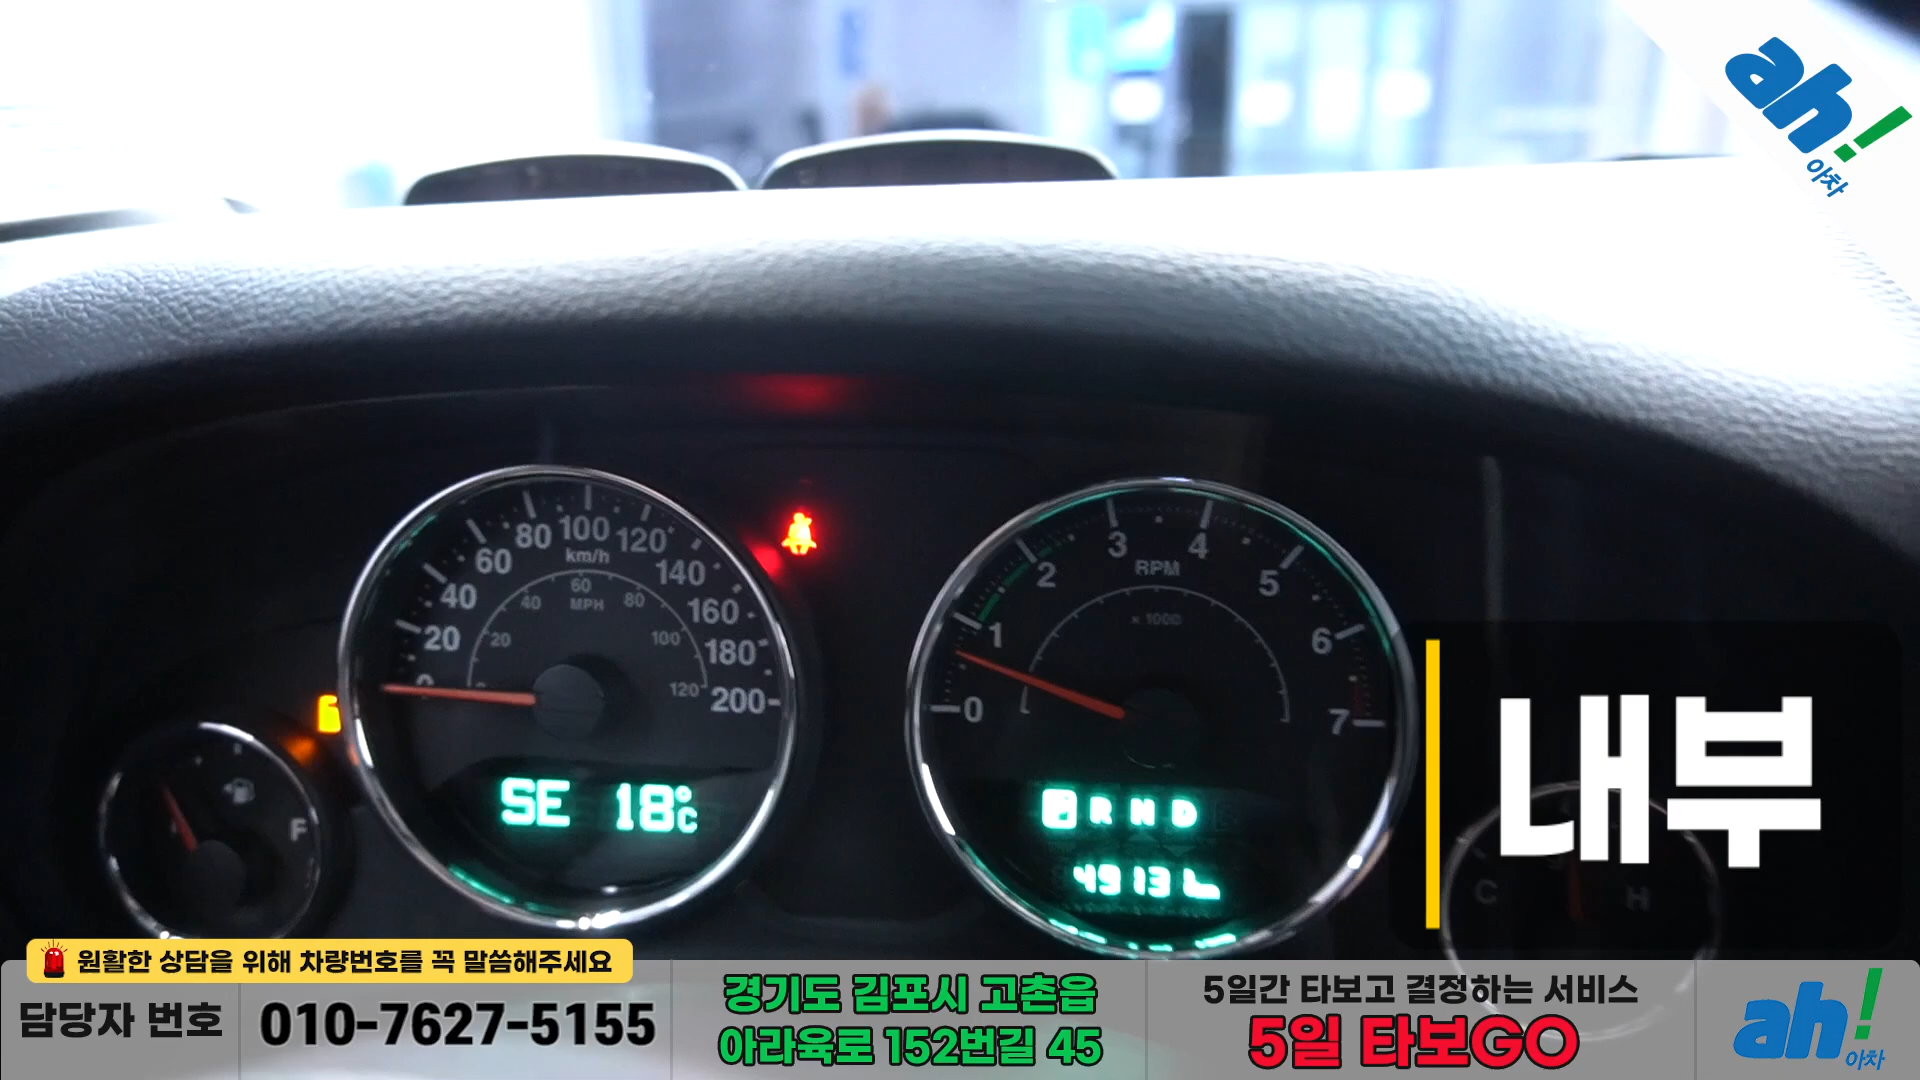 ah!
아차
80 100 120
60 km/h 140
40 60 160
40 MPH 80
20 20 100 180
0 120 200
SE 18°C
3 4
2 RPM 5
x 1000
1 6
0 7
P R N D
F
C H
내부
원활한 상담을 위해 차량번호를 꼭 말씀해주세요
담당자 번호
010-7627-5155
경기도 김포시 고촌읍
아라육로 152번길 45
5일간 타보고 결정하는 서비스
5일 타보GO
ah!
아차